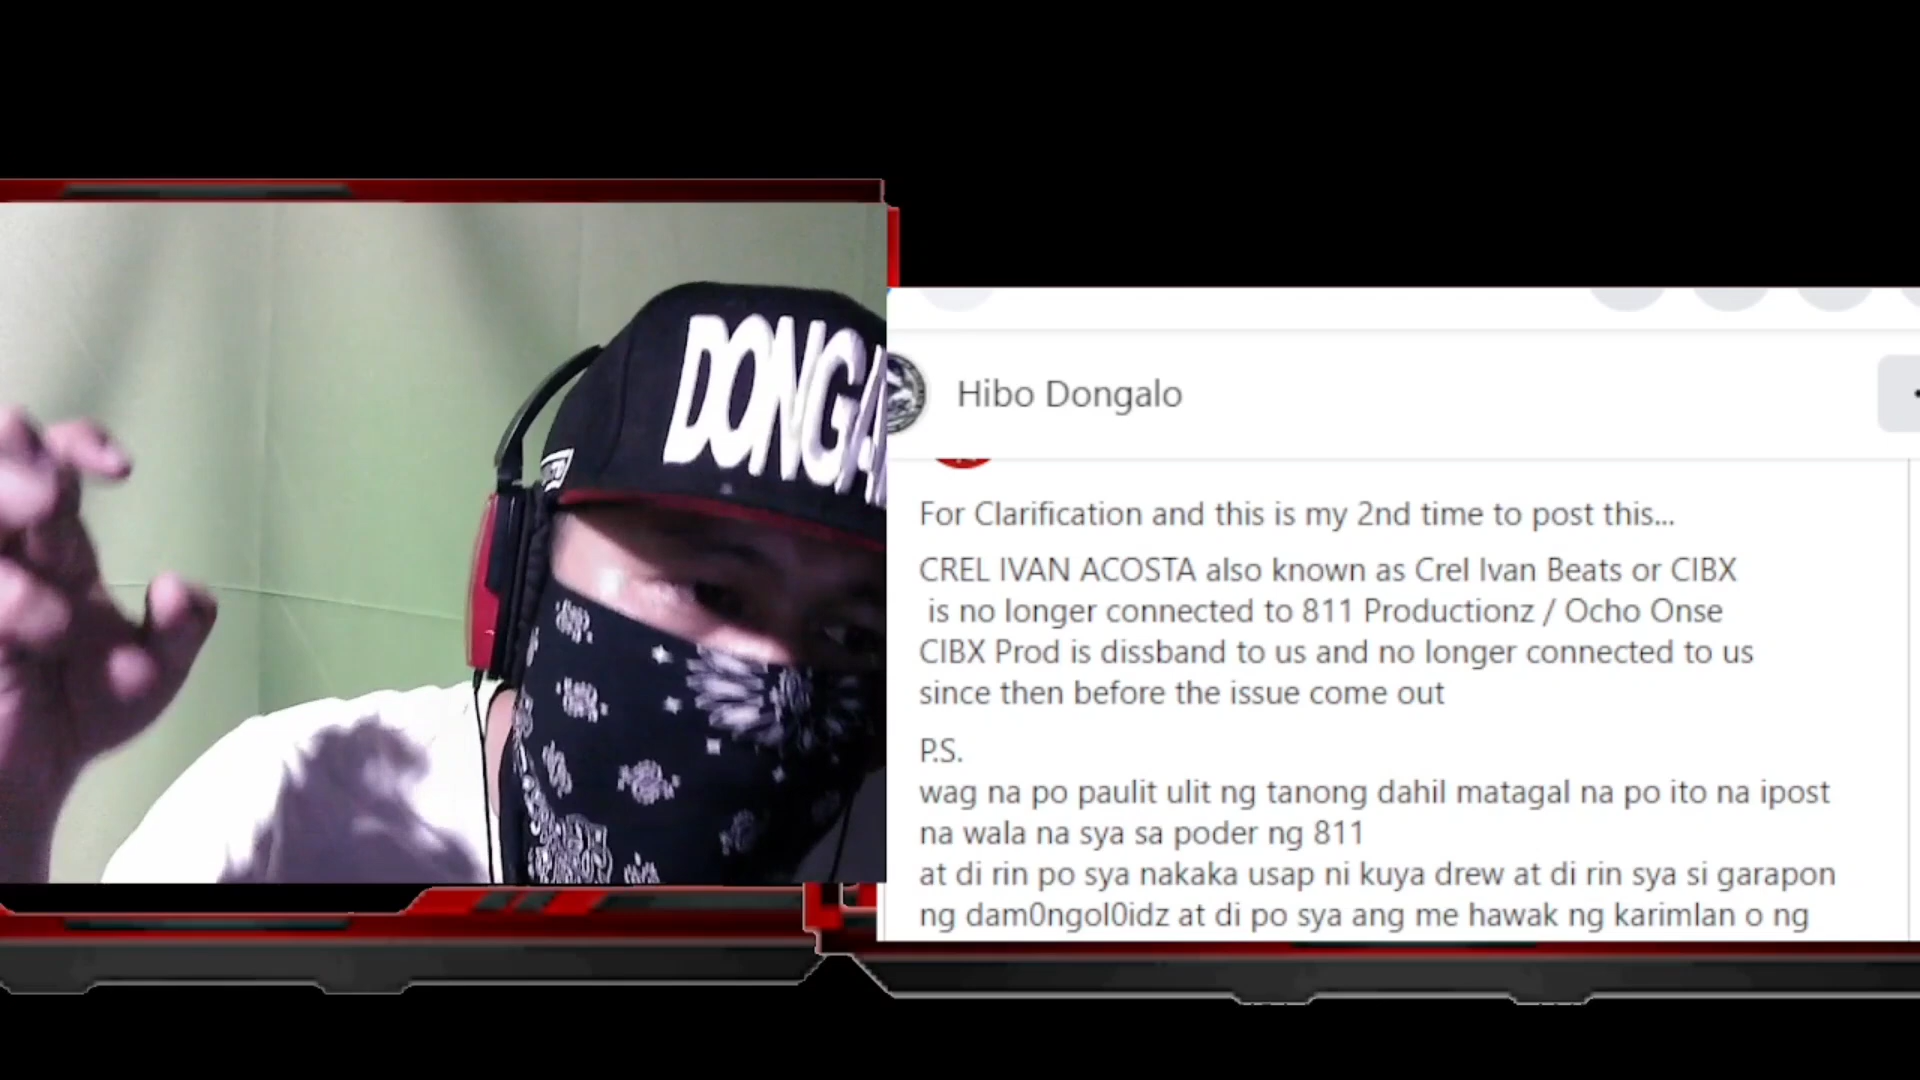 DONGA
Hibo Dongalo
For Clarification and this is my 2nd time to post this...
CREL IVAN ACOSTA also known as Crel Ivan Beats or CIBX
is no longer connected to 811 Productionz / Ocho Onse
CIBX Prod is dissband to us and no longer connected to us
since then before the issue come out
P.S.
wag na po paulit ulit ng tanong dahil matagal na po ito na ipost
na wala na sya sa poder ng 811
at di rin po sya nakaka usap ni kuya drew at di rin sya si garapon
ng dam0ngol0idz at di po sya ang me hawak ng karimlan o ng